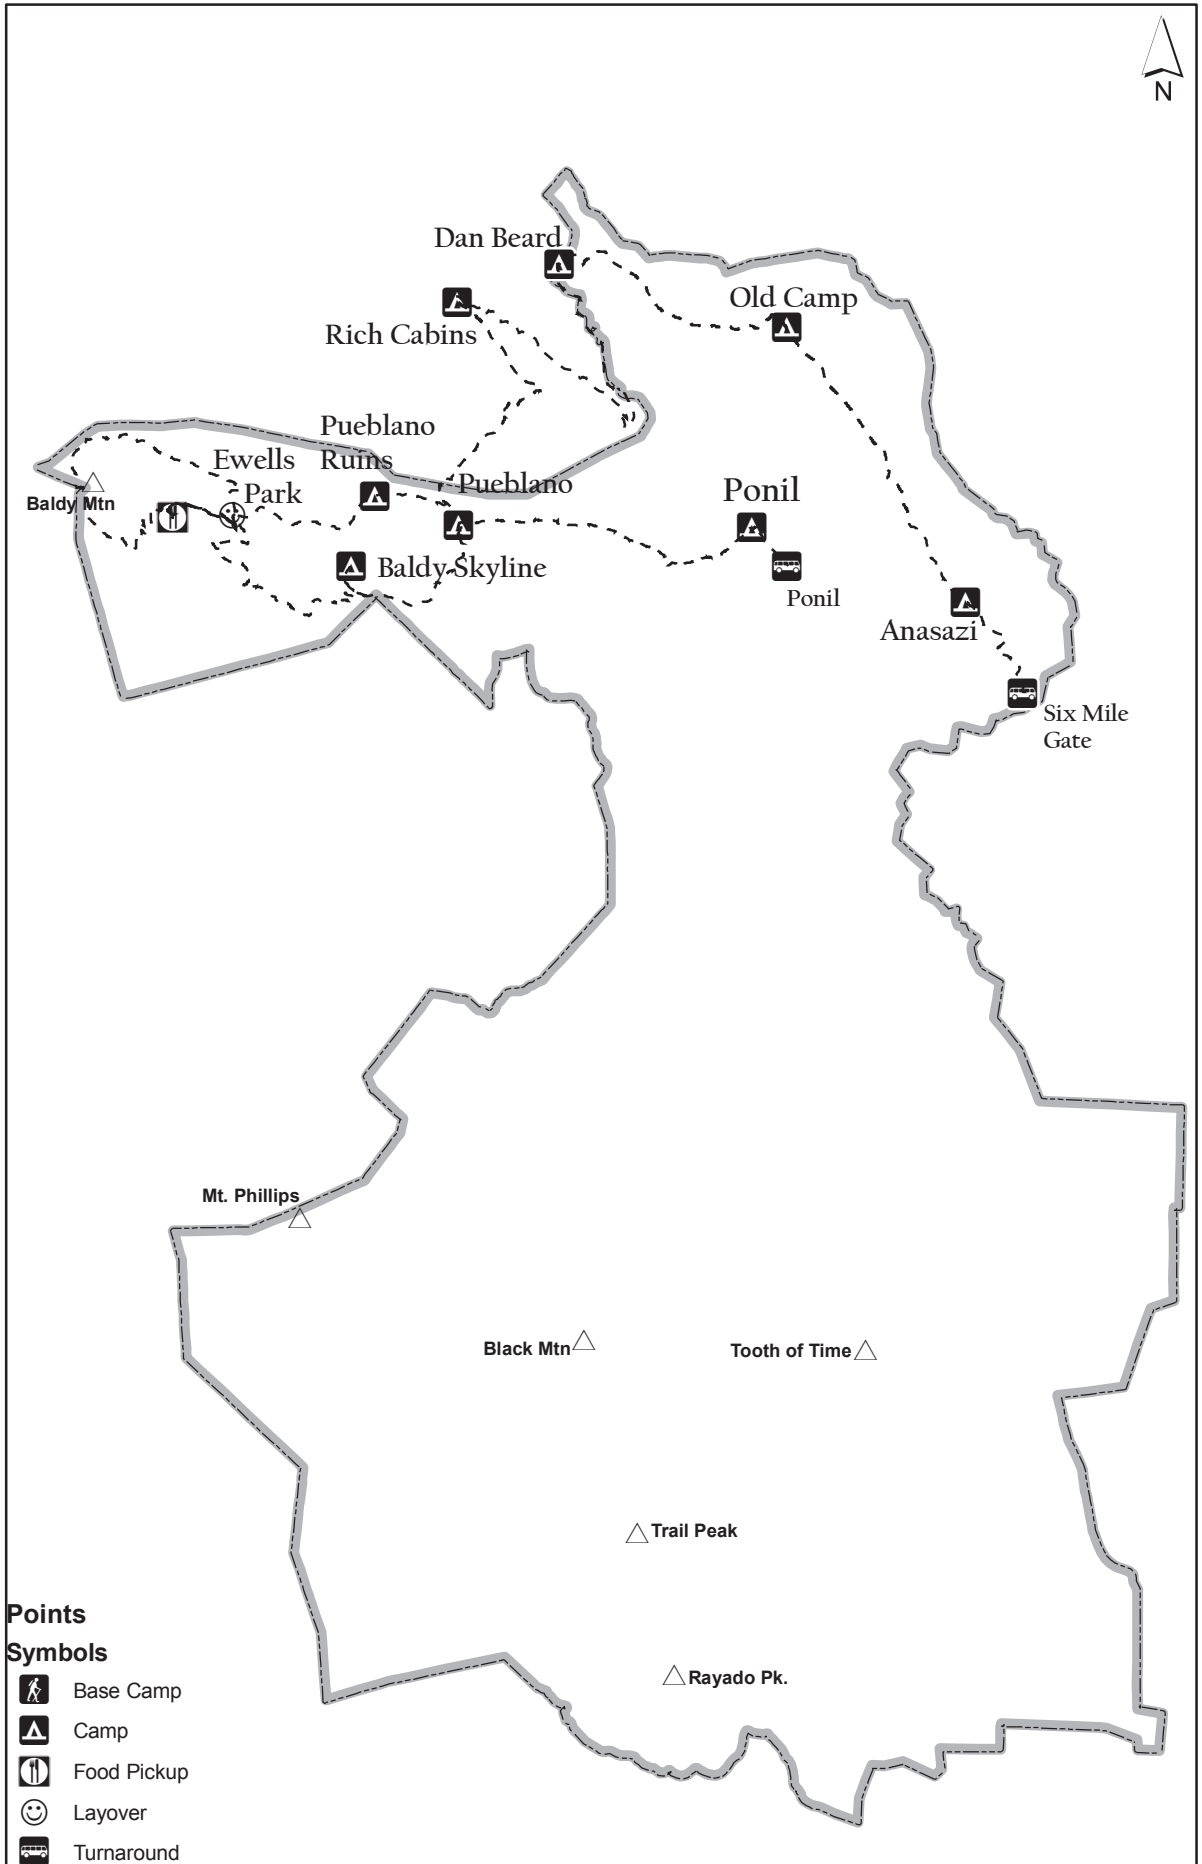 N
Dan Beard
Old Camp
Rich Cabins
Pueblano
Ruins
Ewells
Park
Pueblano
Ponil
Baldy Mtn
Baldy Skyline
Ponil
Anasazi
Six Mile
Gate
Mt. Phillips
Black Mtn
Tooth of Time
Trail Peak
Rayado Pk.
Points
Symbols
Base Camp
Camp
Food Pickup
Layover
Turnaround